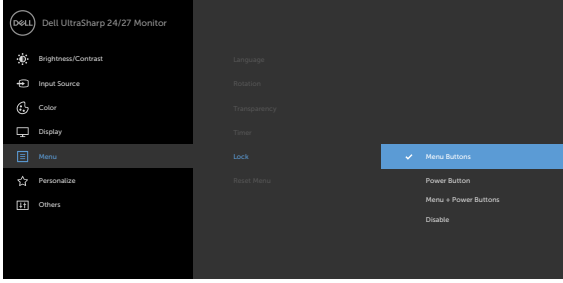 DELL
Dell UltraSharp 24/27 Monitor
Brightness/Contrast
Input Source
Color
Display
Menu
Personalize
Others
Language
Rotation
Transparency
Timer
Lock
Reset Menu
Menu Buttons
Power Button
Menu + Power Buttons
Disable